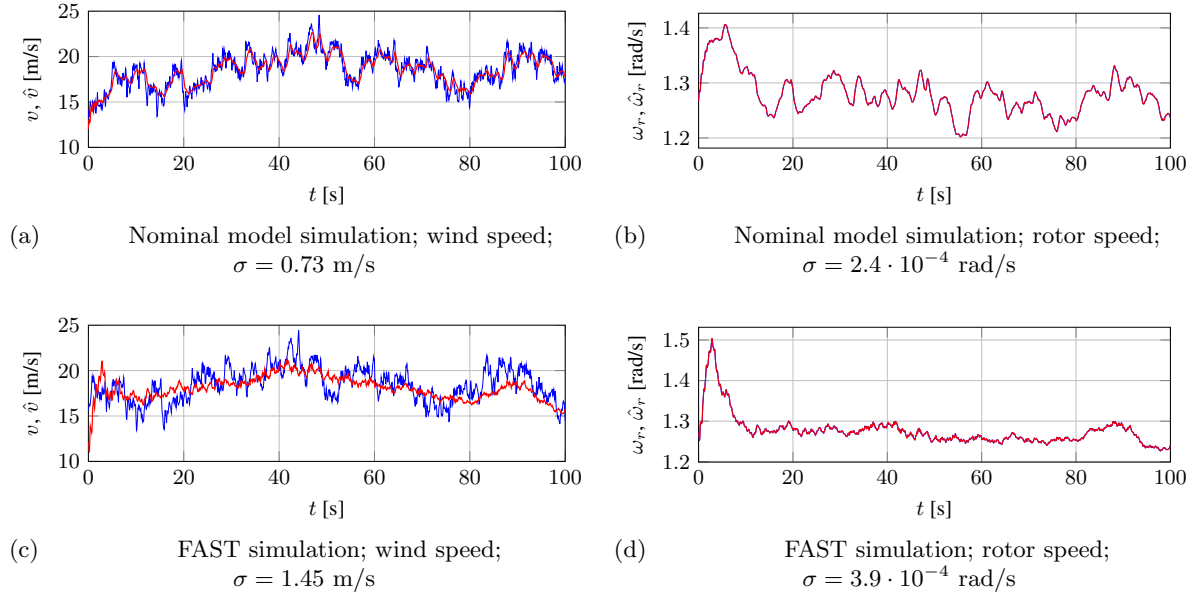 25
20
15
10
v, v̂ [m/s]
0 20 40 60 80 100
t [s]
(a) Nominal model simulation; wind speed;
σ = 0.73 m/s
1.4
1.3
1.2
ω_r, ω̂_r [rad/s]
0 20 40 60 80 100
t [s]
(b) Nominal model simulation; rotor speed;
σ = 2.4 · 10⁻⁴ rad/s
25
20
15
10
v, v̂ [m/s]
0 20 40 60 80 100
t [s]
(c) FAST simulation; wind speed;
σ = 1.45 m/s
1.5
1.4
1.3
1.2
ω_r, ω̂_r [rad/s]
0 20 40 60 80 100
t [s]
(d) FAST simulation; rotor speed;
σ = 3.9 · 10⁻⁴ rad/s